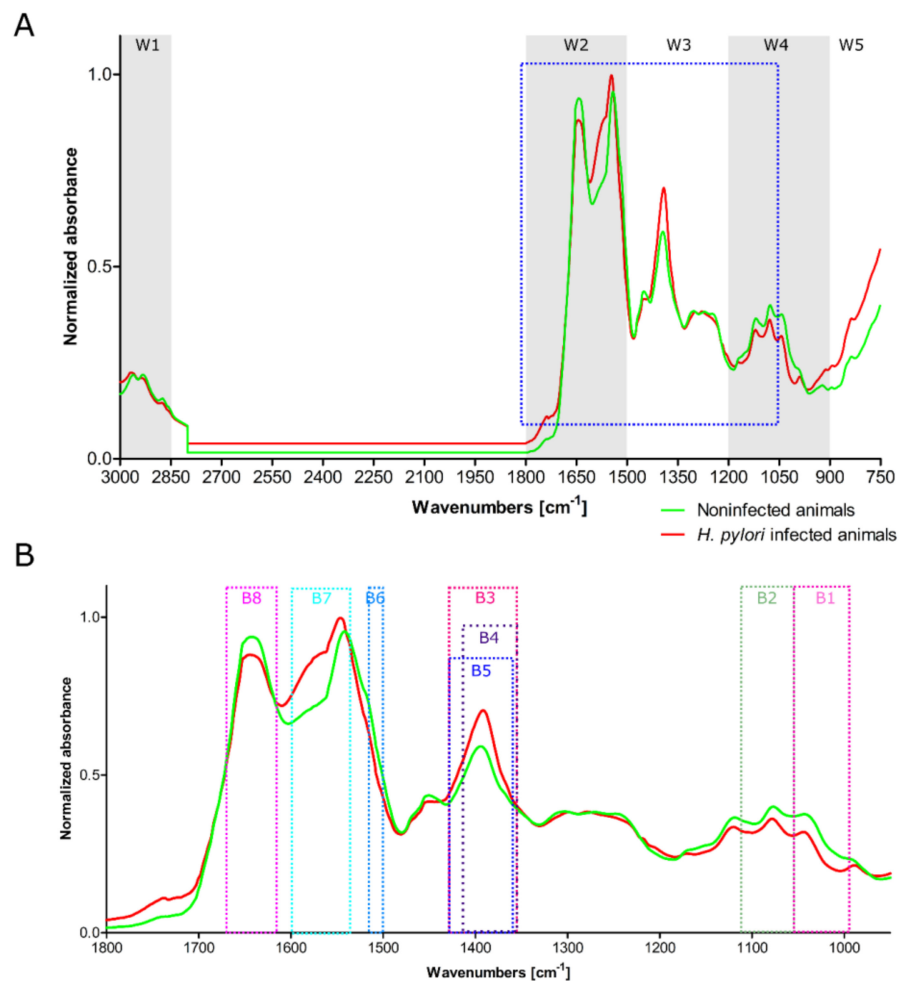 A
W1 W2 W3 W4 W5
1.0
0.5
0.0
Normalized absorbance
3000 2850 2700 2550 2400 2250 2100 1950 1800 1650 1500 1350 1200 1050 900 750
Wavenumbers [cm-1]
Noninfected animals
H. pylori infected animals
B
B8 B7 B6 B3 B2 B1
B4
B5
1.0
0.5
0.0
Normalized absorbance
1800 1700 1600 1500 1400 1300 1200 1100 1000
Wavenumbers [cm-1]